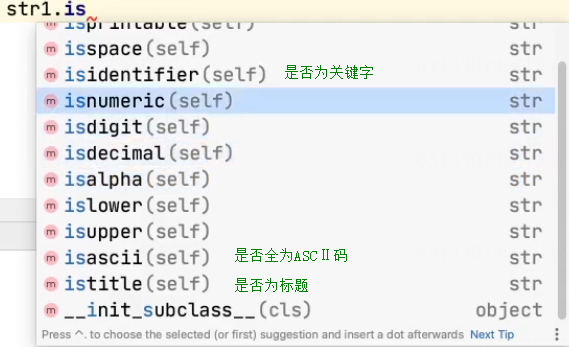 str1.is
m isprintable(self) str
m isspace(self) str
m isidentifier(self) 是否为关键字 str
m isnumeric(self) str
m isdigit(self) str
m isdecimal(self) str
m isalpha(self) str
m islower(self) str
m isupper(self) str
m isascii(self) 是否全为ASCⅡ码 str
m istitle(self) 是否为标题 str
m __init_subclass__(cls) object
Press ^. to choose the selected (or first) suggestion and insert a dot afterwards Next Tip